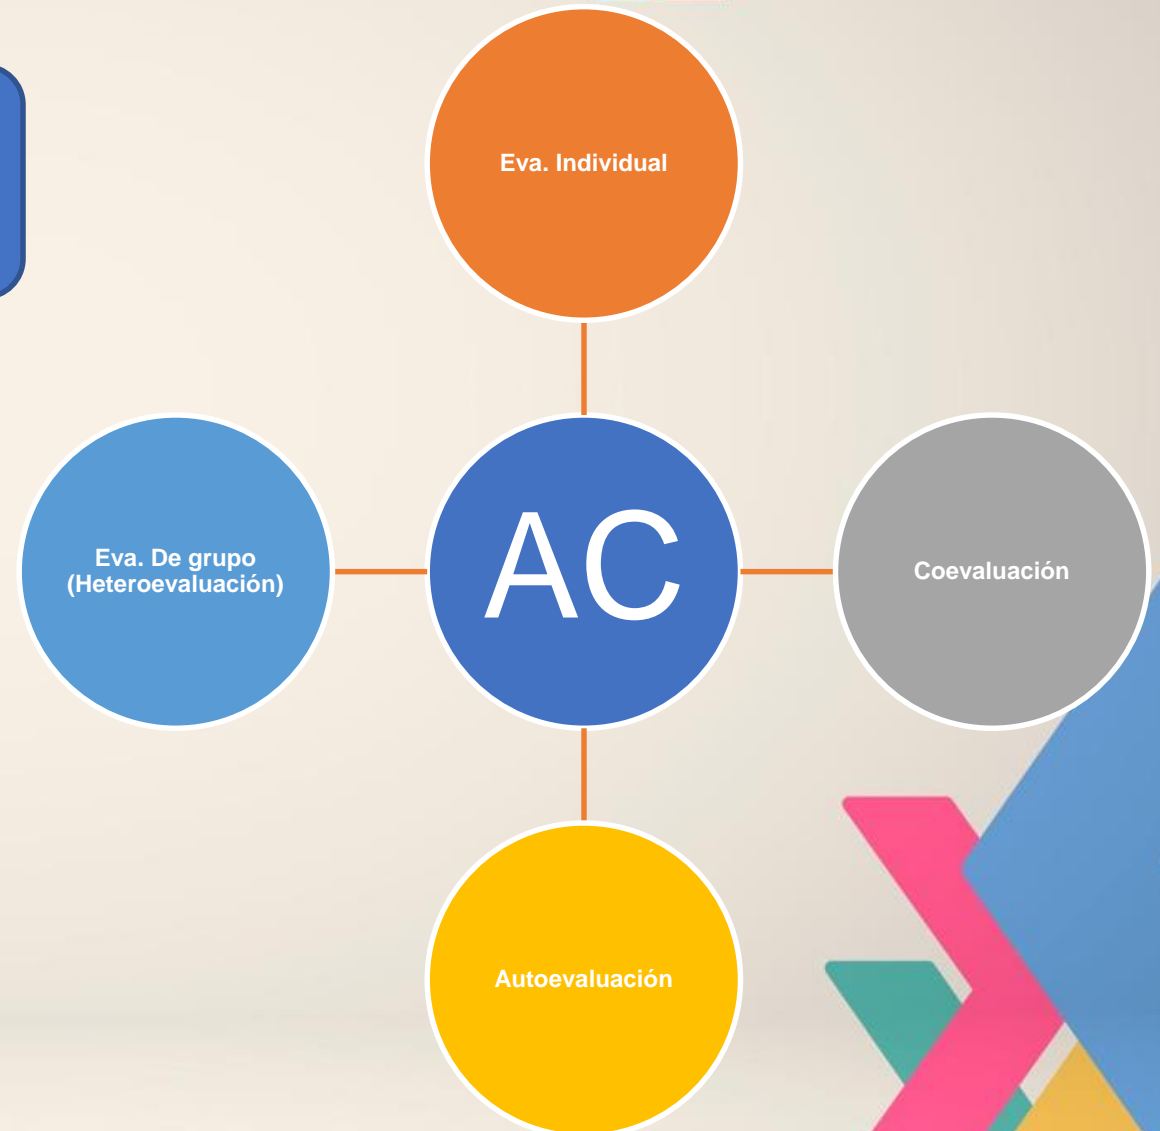 Eva. Individual
Eva. De grupo
(Heteroevaluación)
AC
Coevaluación
Autoevaluación